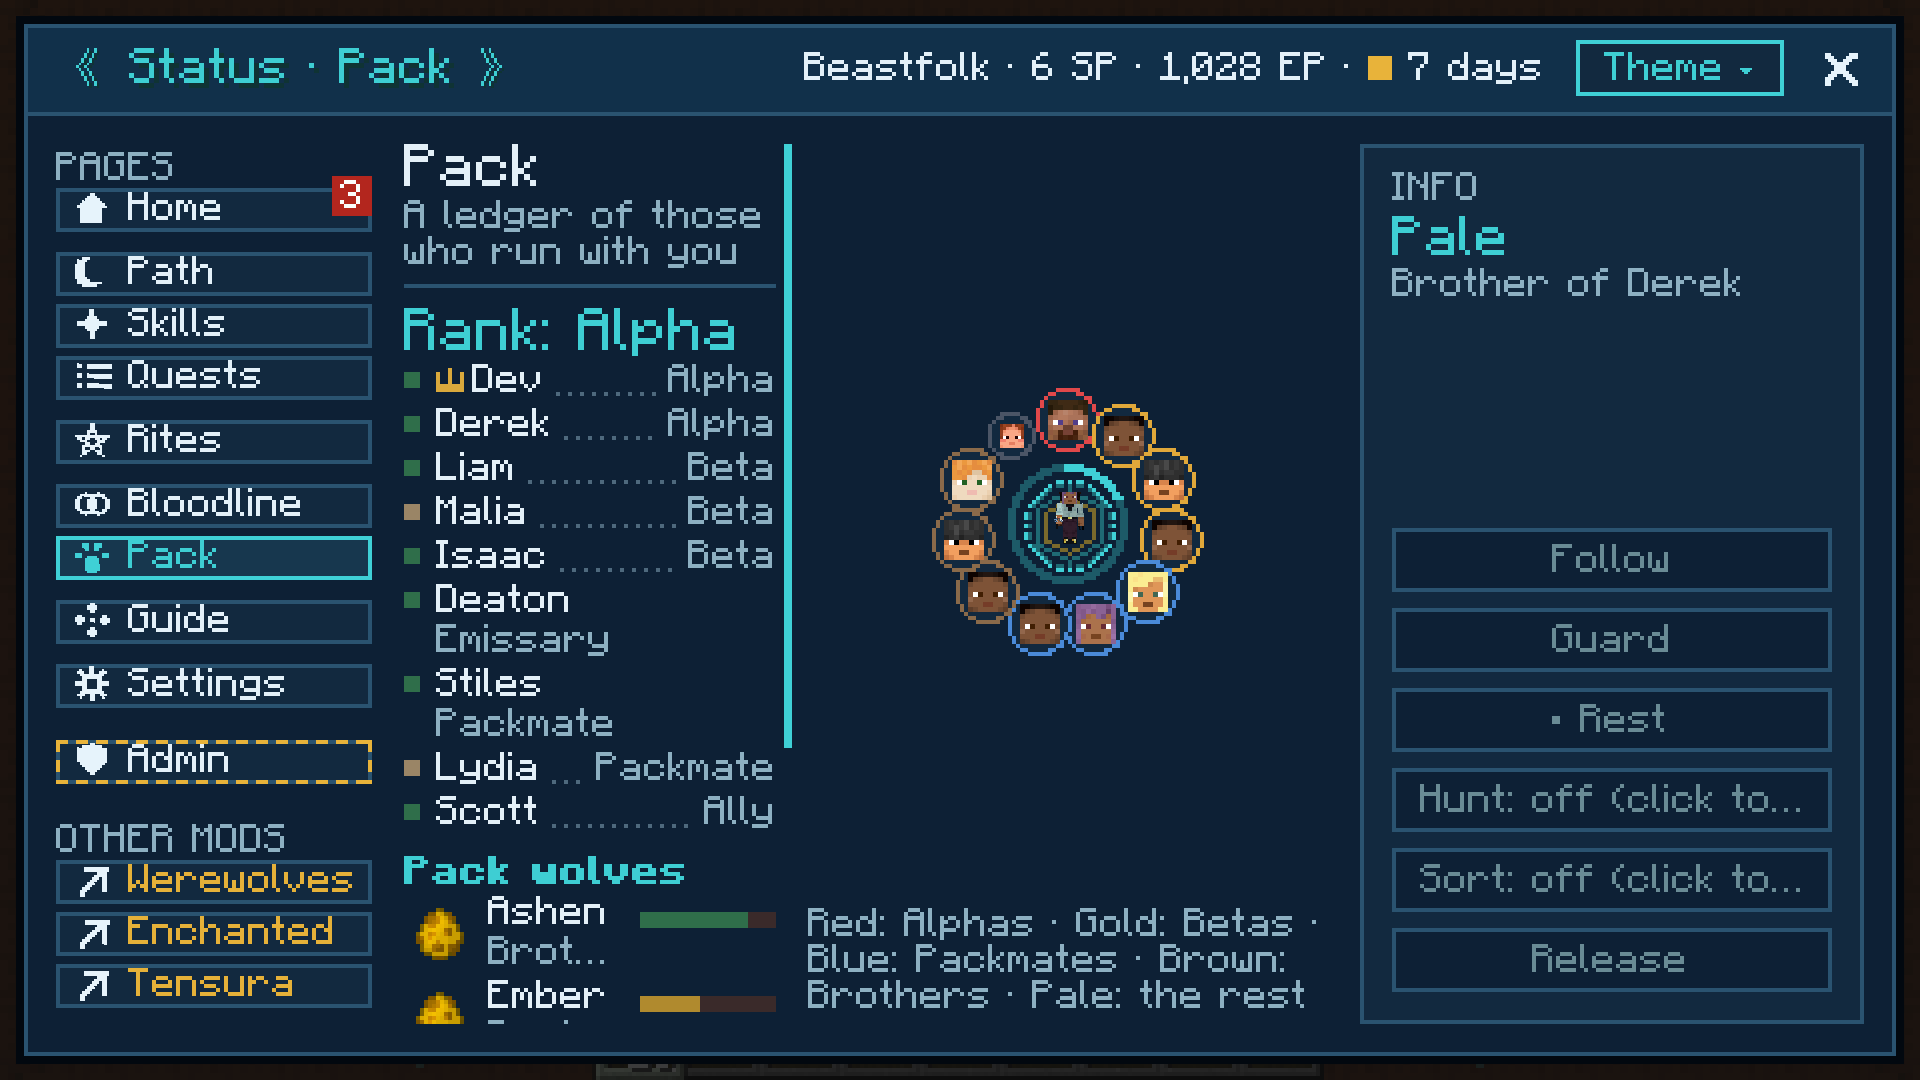 《 Status · Pack 》
Beastfolk · 6 SP · 1,028 EP · 7 days
Theme
PAGES
Home
3
Path
Skills
Quests
Rites
Bloodline
Pack
Guide
Settings
Admin
OTHER MODS
Werewolves
Enchanted
Tensura
Pack
A ledger of those
who run with you
Rank: Alpha
Dev ........ Alpha
Derek ....... Alpha
Liam ............ Beta
Malia ........... Beta
Isaac .......... Beta
Deaton
Emissary
Stiles
Packmate
Lydia ... Packmate
Scott ............ Ally
Pack wolves
Ashen
Brot...
Ember
Red: Alphas · Gold: Betas ·
Blue: Packmates · Brown:
Brothers · Pale: the rest
INFO
Pale
Brother of Derek
Follow
Guard
· Rest
Hunt: off (click to...
Sort: off (click to...
Release